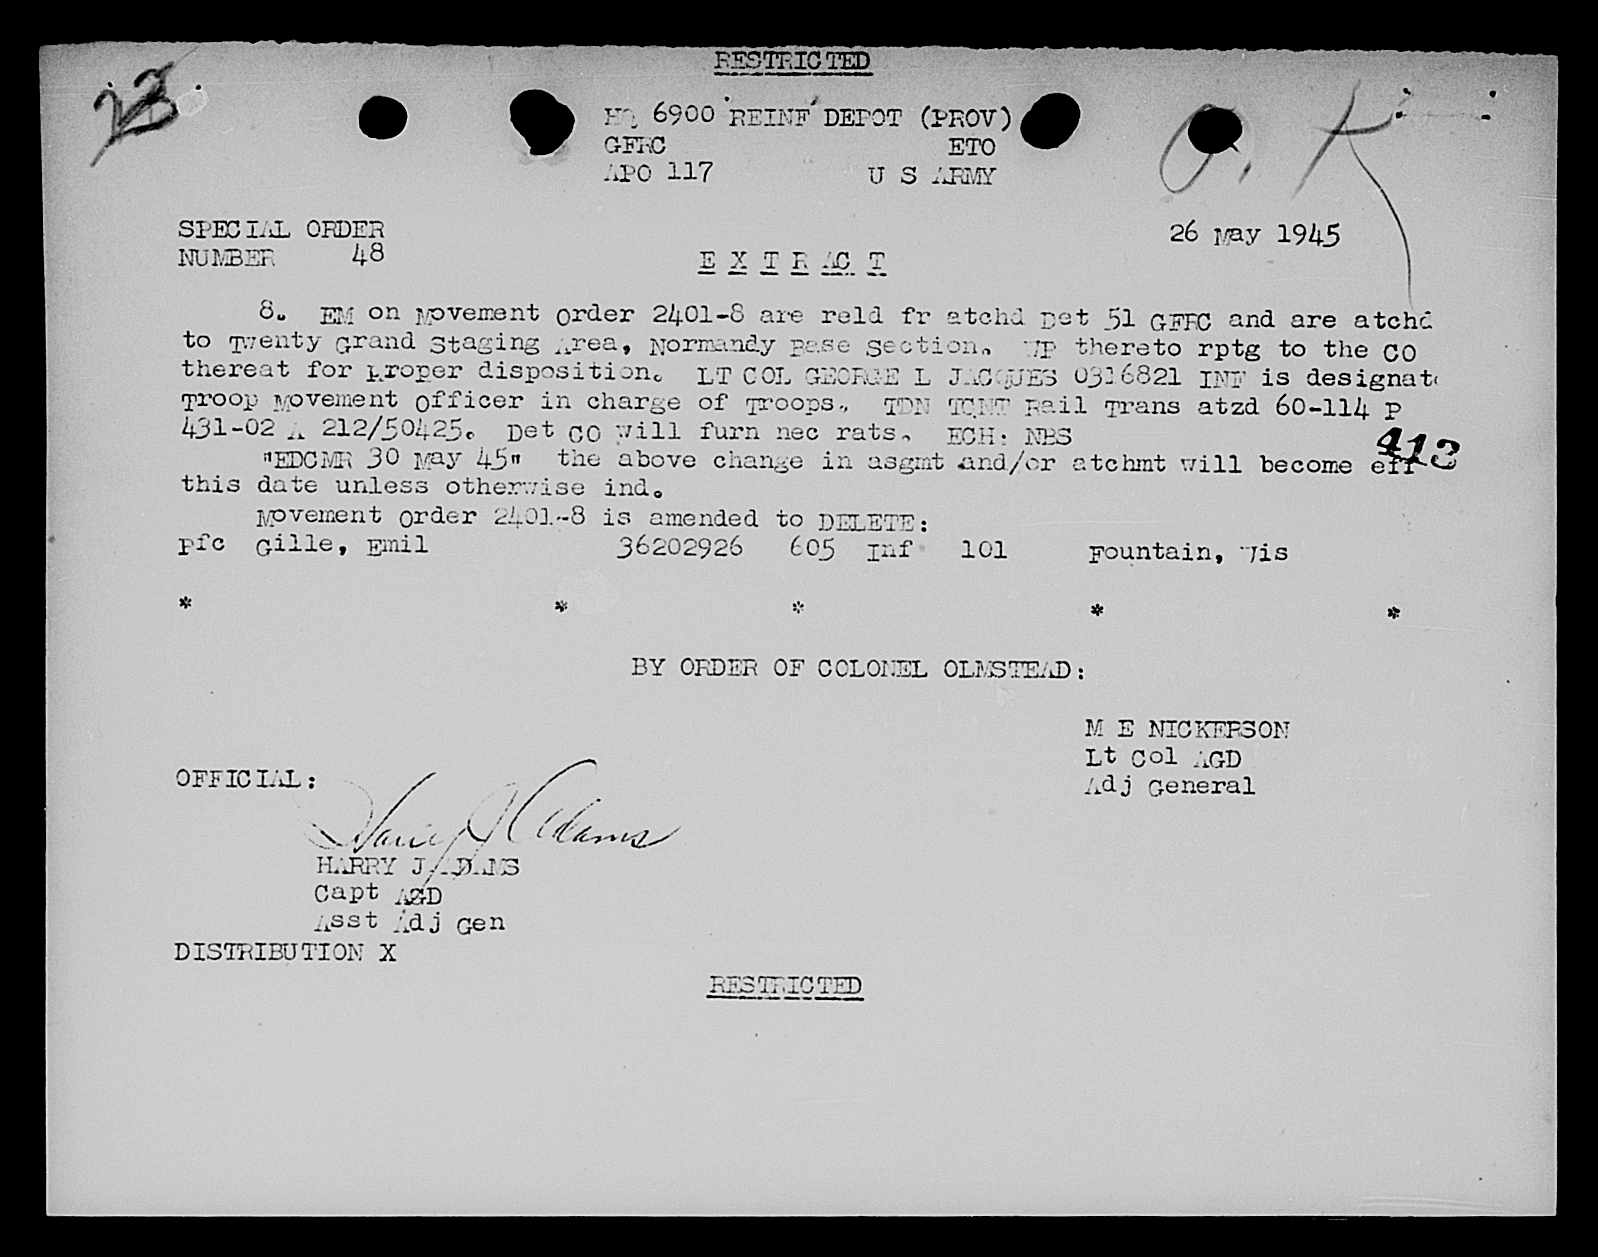 RESTRICTED
23
HQ 6900 REINF DEPOT (PROV)
GFRC ETO
APO 117 U S ARMY
O. K
SPECIAL ORDER 26 May 1945
NUMBER 48
E X T R A C T
8. EM on Movement Order 2401-8 are reld fr atchd Det 51 GFRC and are atchd
to Twenty Grand Staging Area, Normandy Base Section. WP thereto rptg to the CO
thereat for proper disposition. LT COL GEORGE L JACQUES 0316821 INF is designat
Troop Movement Officer in charge of Troops. TDN TCNT Rail Trans atzd 60-114 P
431-02 A 212/50425. Det CO will furn nec rats. ECH: NBS
413
"EDCMR 30 May 45" the above change in asgmt and/or atchmt will become eff
this date unless otherwise ind.
Movement Order 2401-8 is amended to DELETE:
Pfc Gille, Emil 36202926 605 Inf 101 Fountain, Wis
* * * * *
BY ORDER OF COLONEL OLMSTEAD:
M E NICKERSON
Lt Col AGD
Adj General
OFFICIAL:
Harry J Adams
HARRY J ADAMS
Capt AGD
Asst Adj Gen
DISTRIBUTION X
RESTRICTED